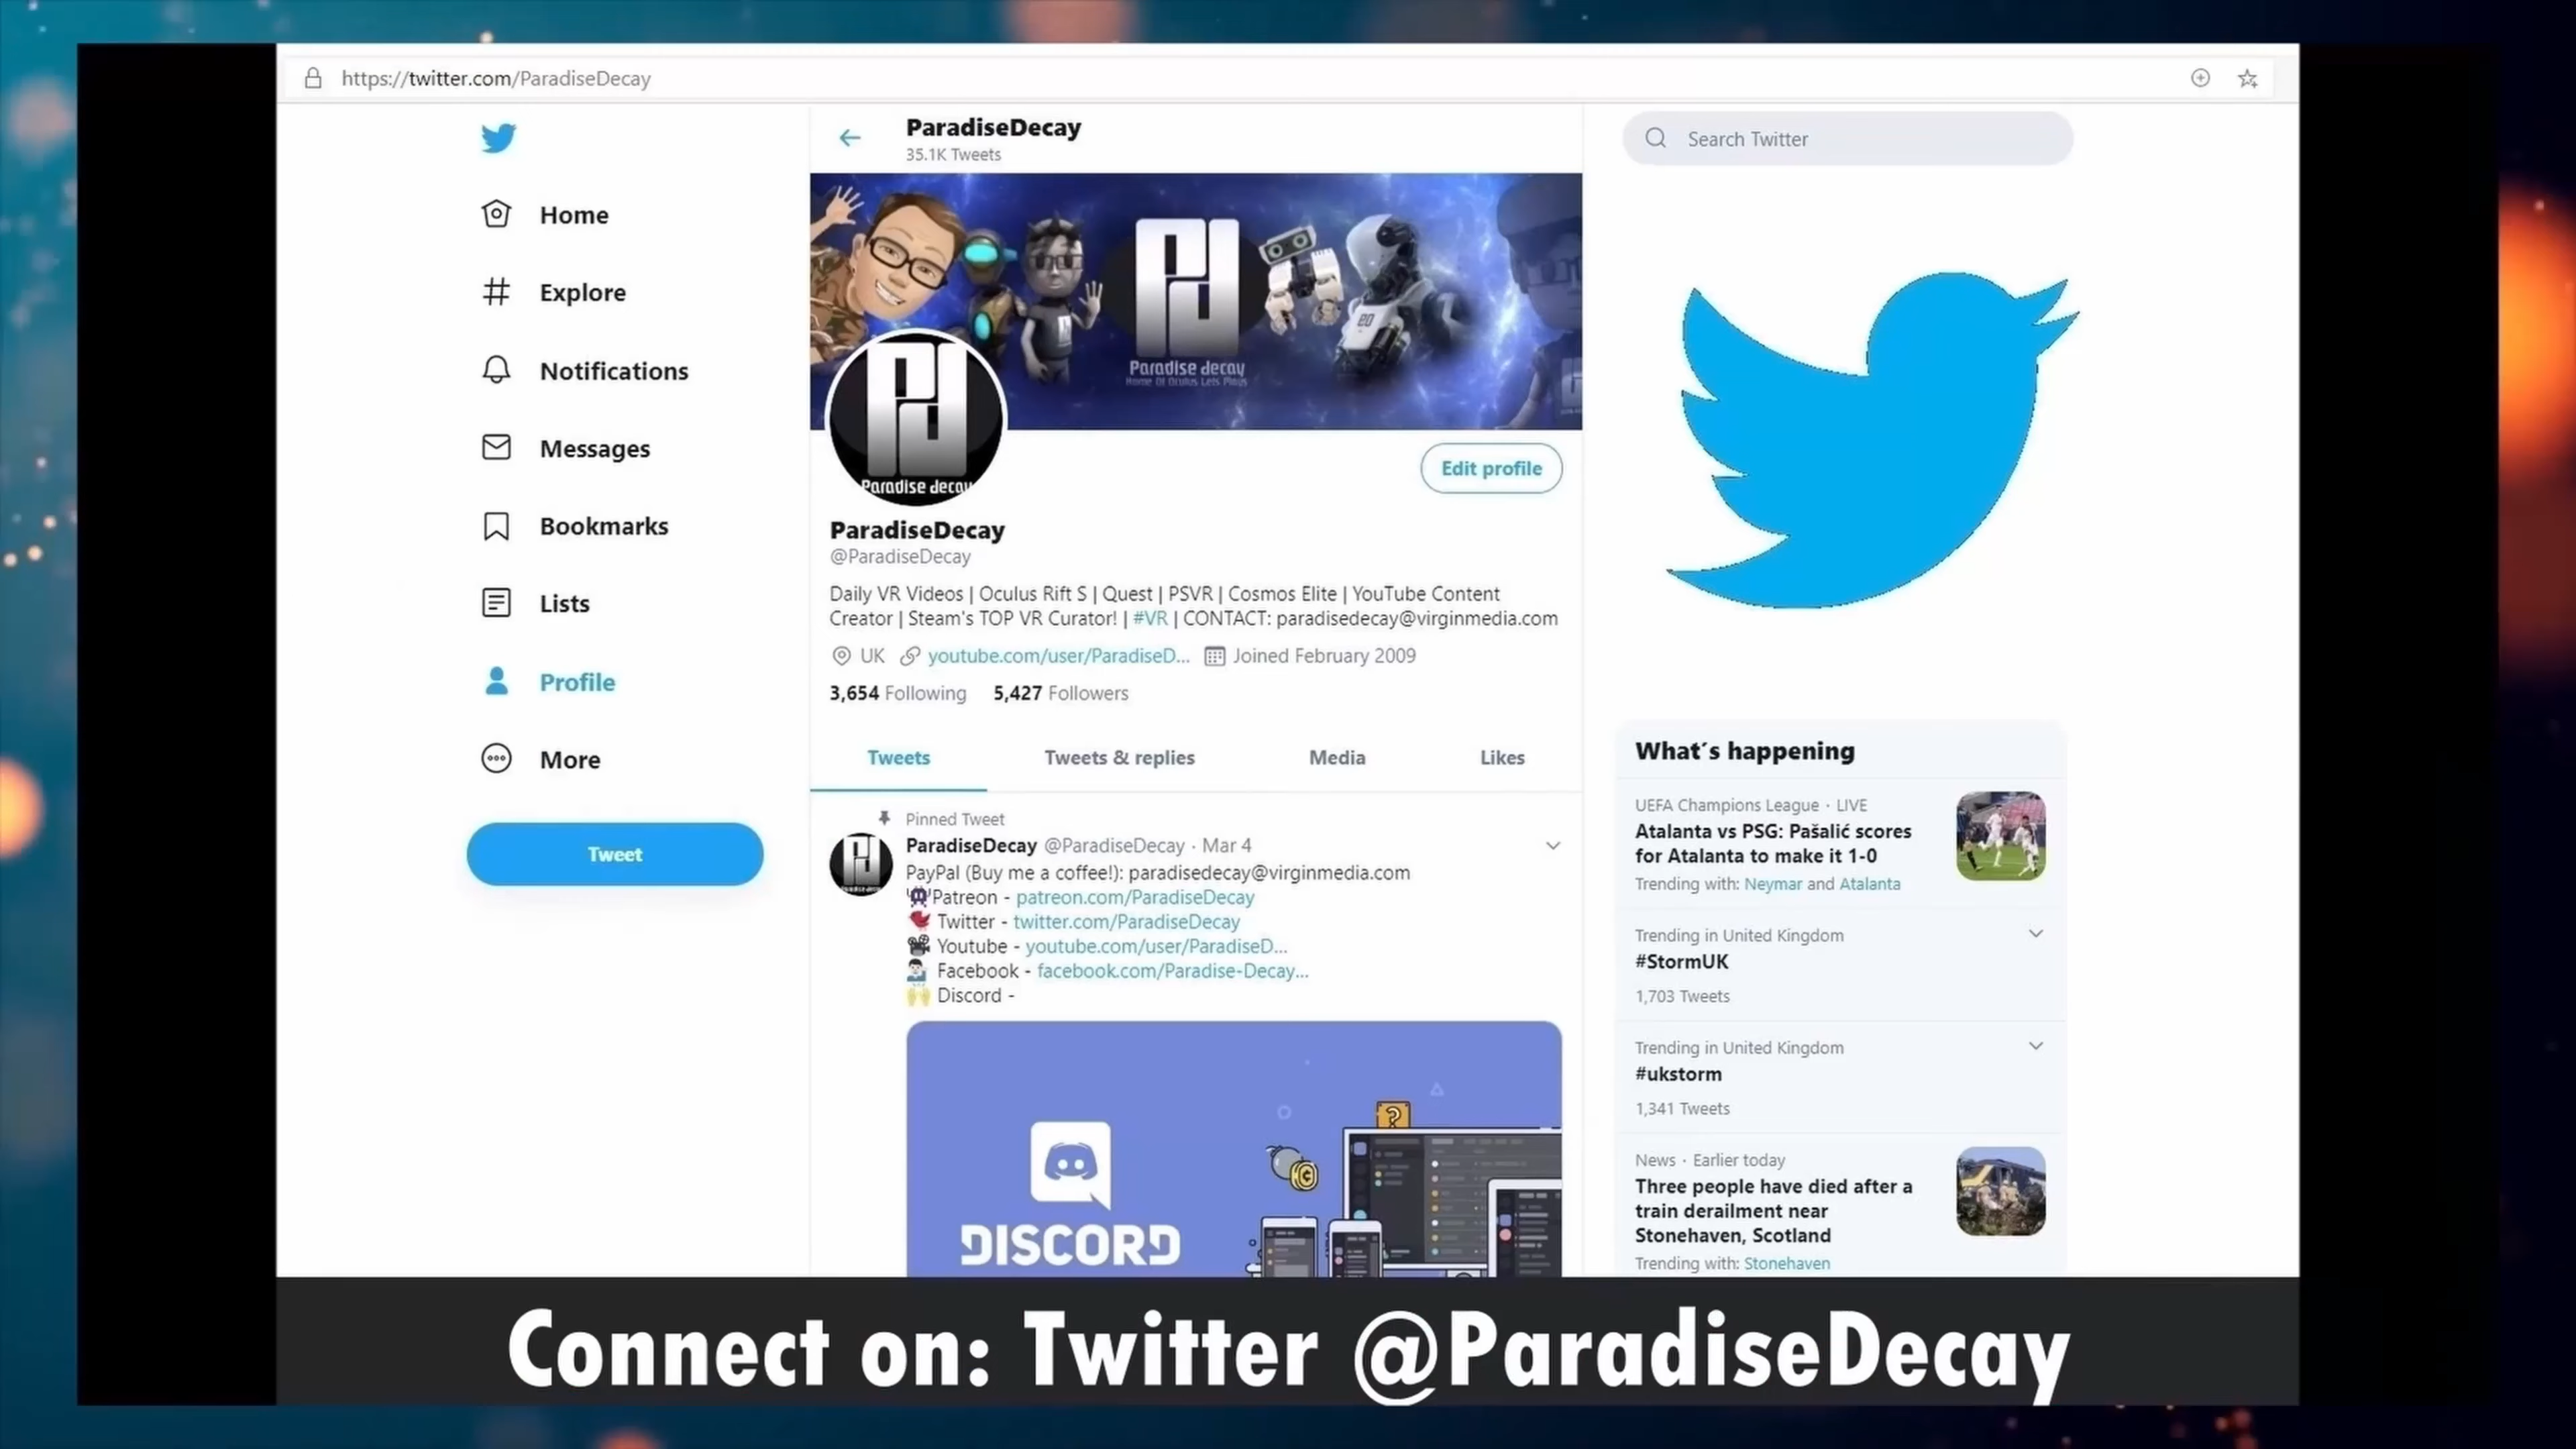 https://twitter.com/ParadiseDecay
Home
Explore
Notifications
Messages
Bookmarks
Lists
Profile
More
Tweet
ParadiseDecay
35.1K Tweets
Paradise decay
Home Of Oculus Lets Plays
Paradise decay
Edit profile
ParadiseDecay
@ParadiseDecay
Daily VR Videos | Oculus Rift S | Quest | PSVR | Cosmos Elite | YouTube Content
Creator | Steam's TOP VR Curator! | #VR | CONTACT: paradisedecay@virginmedia.com
UK youtube.com/user/ParadiseD... Joined February 2009
3,654 Following 5,427 Followers
Tweets Tweets & replies Media Likes
Pinned Tweet
ParadiseDecay @ParadiseDecay · Mar 4
PayPal (Buy me a coffee!): paradisedecay@virginmedia.com
Patreon - patreon.com/ParadiseDecay
Twitter - twitter.com/ParadiseDecay
Youtube - youtube.com/user/ParadiseD...
Facebook - facebook.com/Paradise-Decay...
Discord -
DISCORD
Search Twitter
What´s happening
UEFA Champions League · LIVE
Atalanta vs PSG: Pašalić scores
for Atalanta to make it 1-0
Trending with: Neymar and Atalanta
Trending in United Kingdom
#StormUK
1,703 Tweets
Trending in United Kingdom
#ukstorm
1,341 Tweets
News · Earlier today
Three people have died after a
train derailment near
Stonehaven, Scotland
Trending with: Stonehaven
Connect on: Twitter @ParadiseDecay